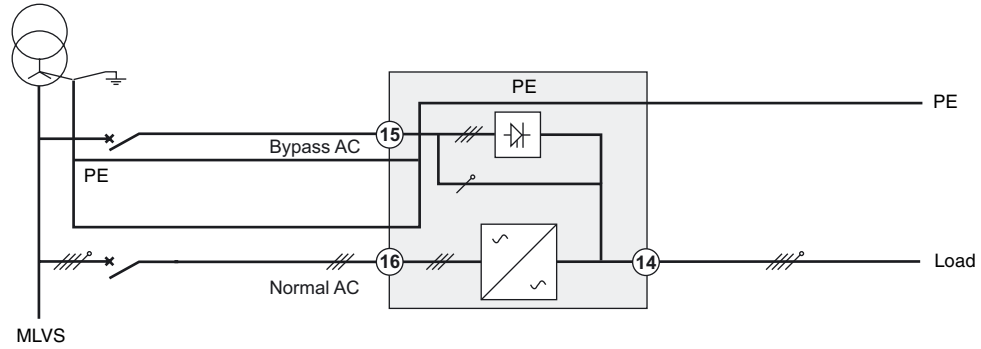 PE
PE
15
Bypass AC
PE
16
14
Load
Normal AC
MLVS